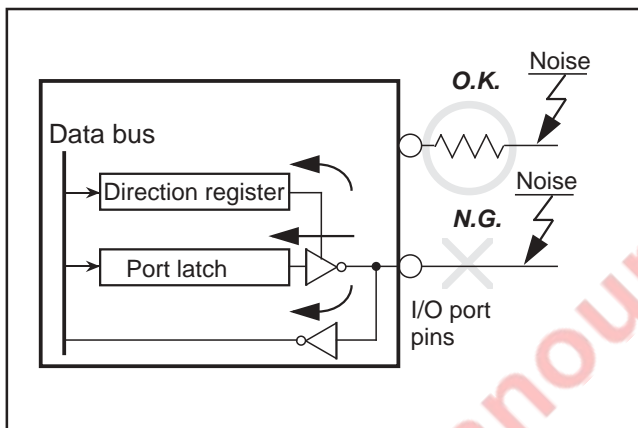 O.K.
Noise
Data bus
Direction register
Noise
N.G.
Port latch
I/O port
pins